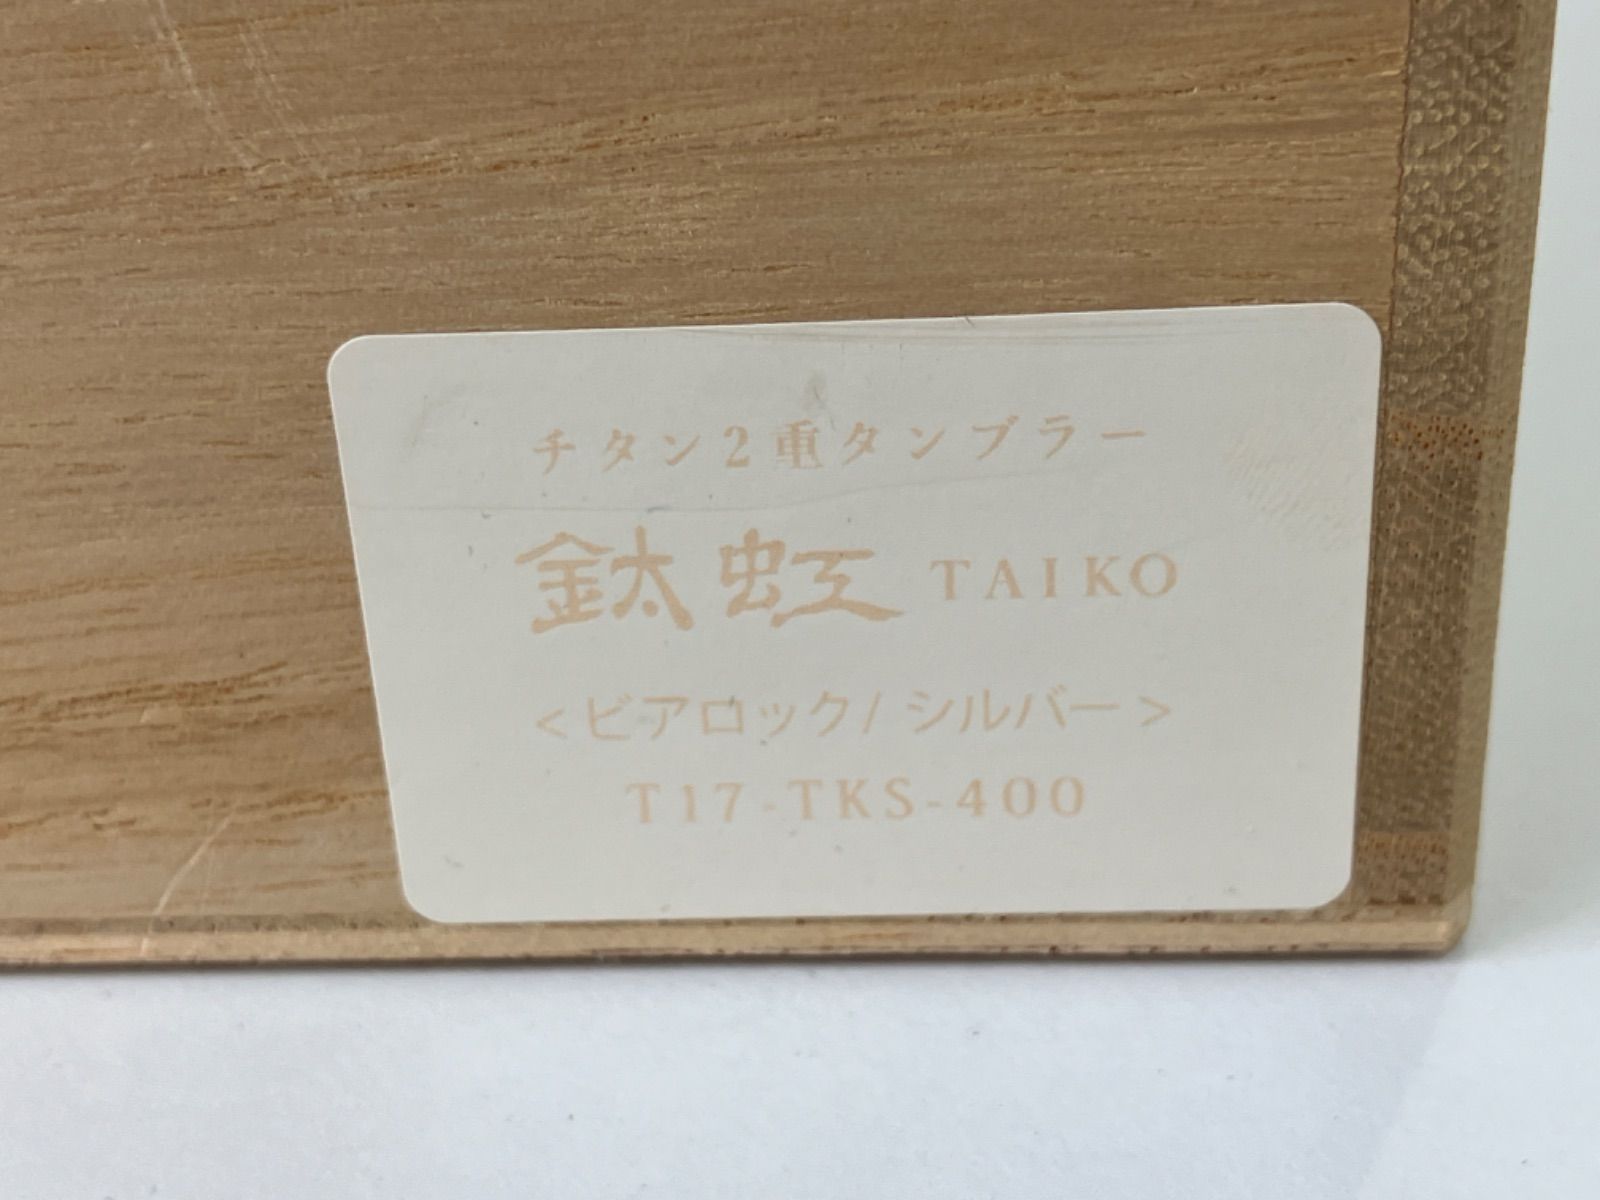 チタン2重タンブラー
鈦虹 TAIKO
<ビアロック/シルバー>
T17-TKS-400